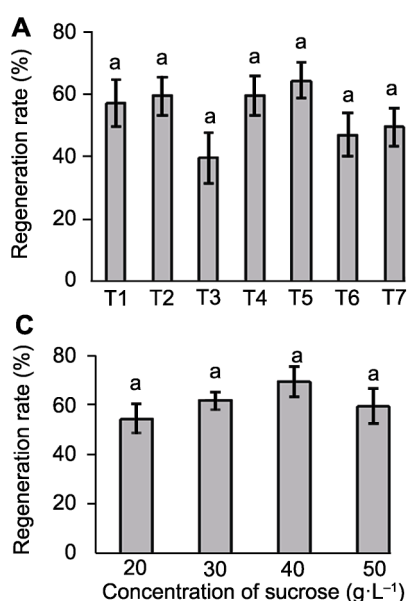 A
Regeneration rate (%)
80
60
40
20
0
a a a a a a a
T1 T2 T3 T4 T5 T6 T7
C
Regeneration rate (%)
80
60
40
20
0
a a a a
20 30 40 50
Concentration of sucrose (g·L⁻¹)